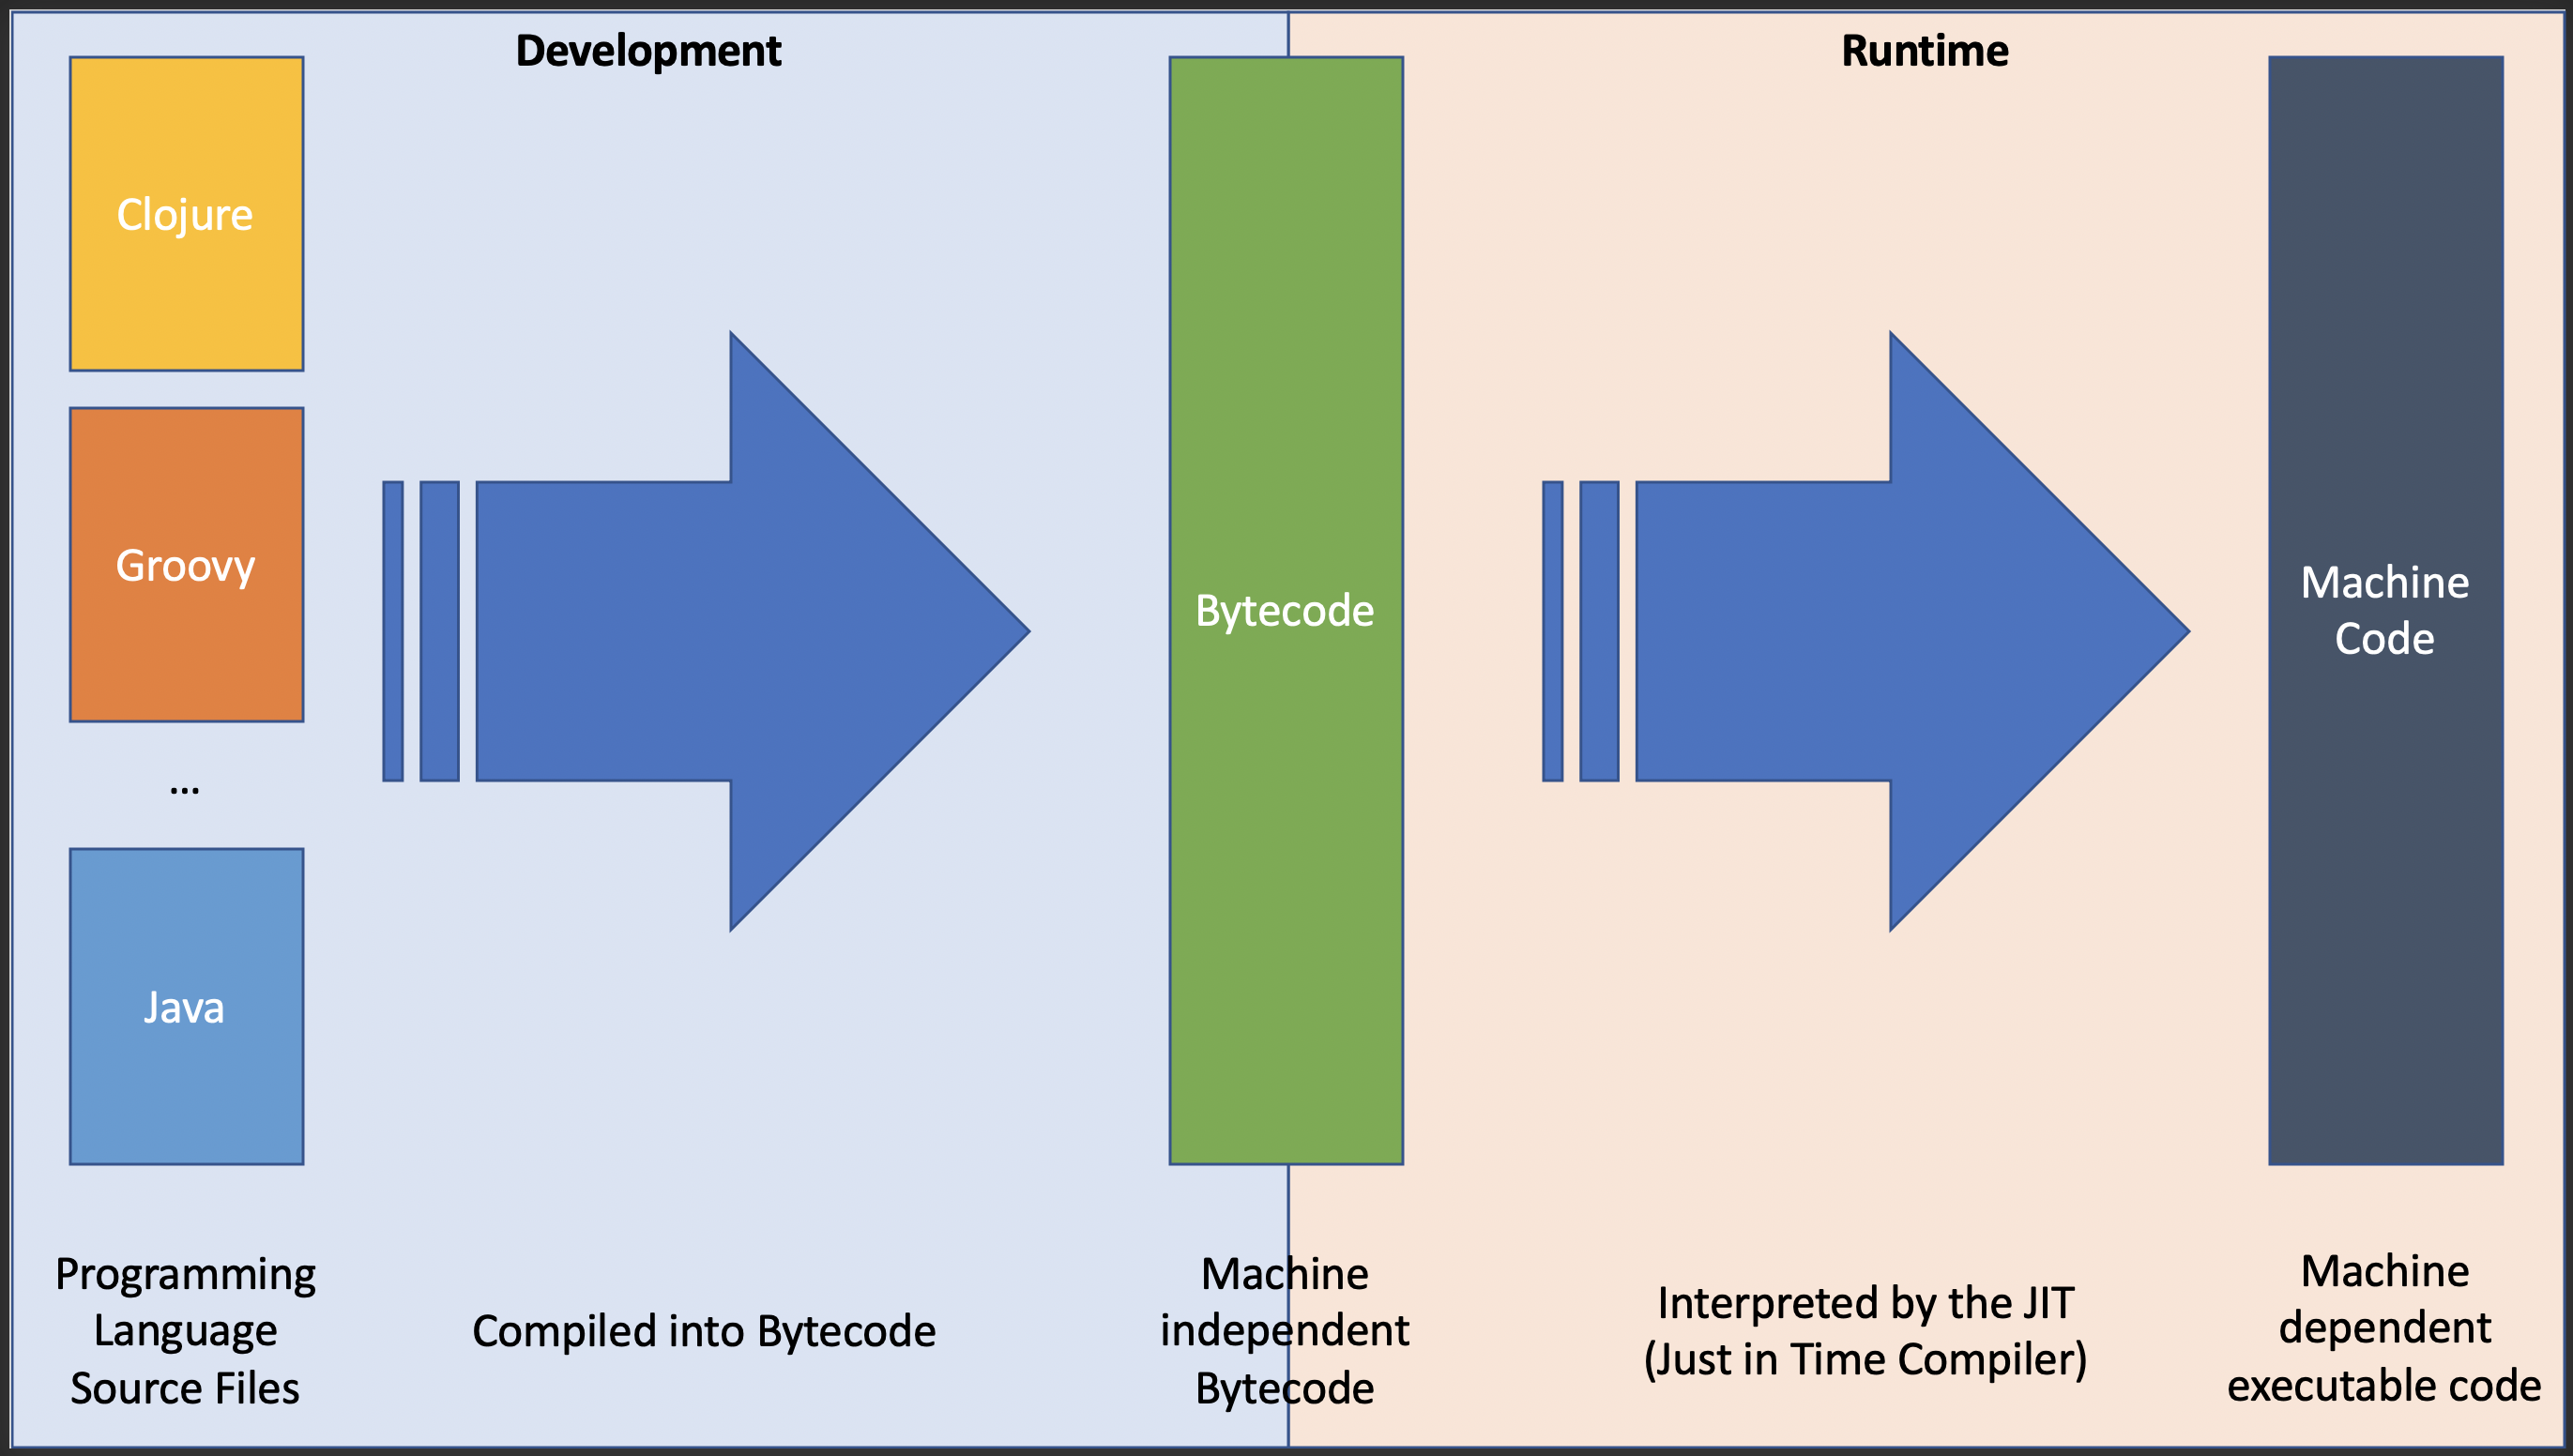 Development
Runtime
Clojure
Groovy
...
Java
Bytecode
Machine
Code
Programming
Language
Source Files
Compiled into Bytecode
Machine
independent
Bytecode
Interpreted by the JIT
(Just in Time Compiler)
Machine
dependent
executable code